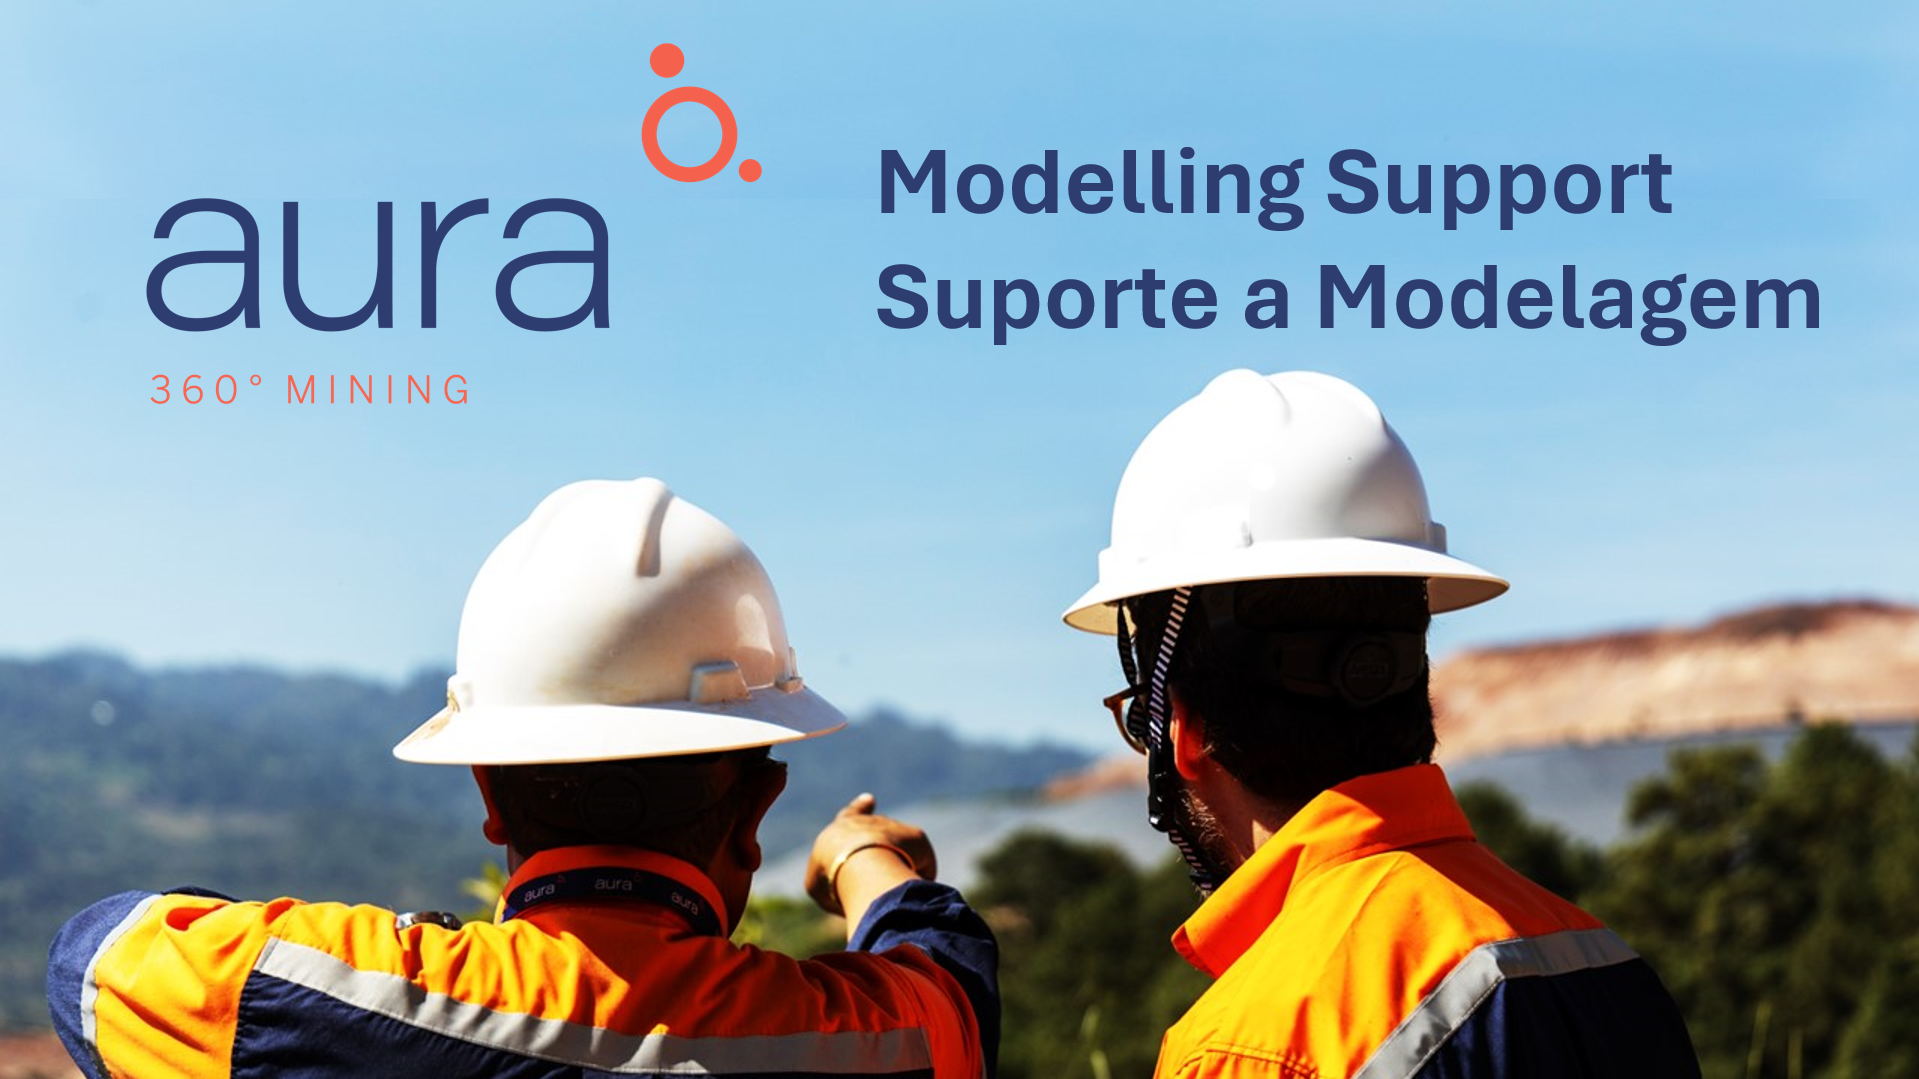 aura
360° MINING
Modelling Support
Suporte a Modelagem
aura aura aura